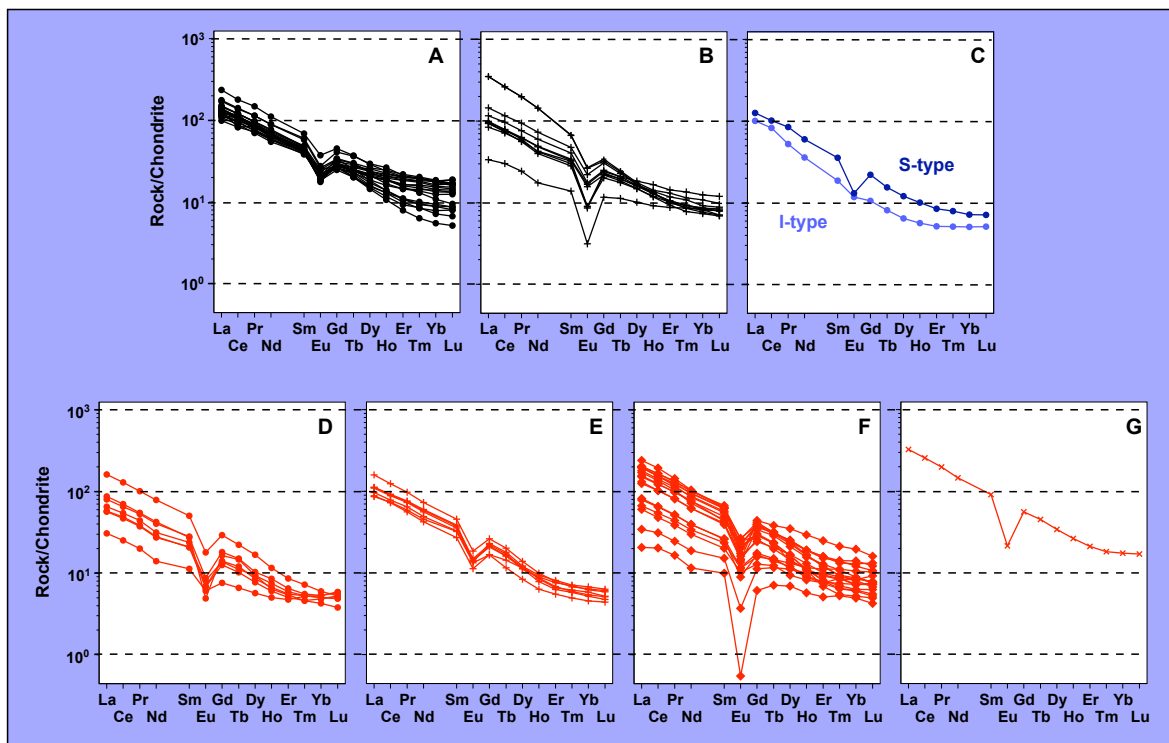 A B C
10³
10²
10¹
10⁰
Rock/Chondrite
S-type
I-type
La Pr Sm Gd Dy Er Yb
Ce Nd Eu Tb Ho Tm Lu
La Pr Sm Gd Dy Er Yb
Ce Nd Eu Tb Ho Tm Lu
La Pr Sm Gd Dy Er Yb
Ce Nd Eu Tb Ho Tm Lu
D E F G
10³
10²
10¹
10⁰
Rock/Chondrite
La Pr Sm Gd Dy Er Yb
Ce Nd Eu Tb Ho Tm Lu
La Pr Sm Gd Dy Er Yb
Ce Nd Eu Tb Ho Tm Lu
La Pr Sm Gd Dy Er Yb
Ce Nd Eu Tb Ho Tm Lu
La Pr Sm Gd Dy Er Yb
Ce Nd Eu Tb Ho Tm Lu